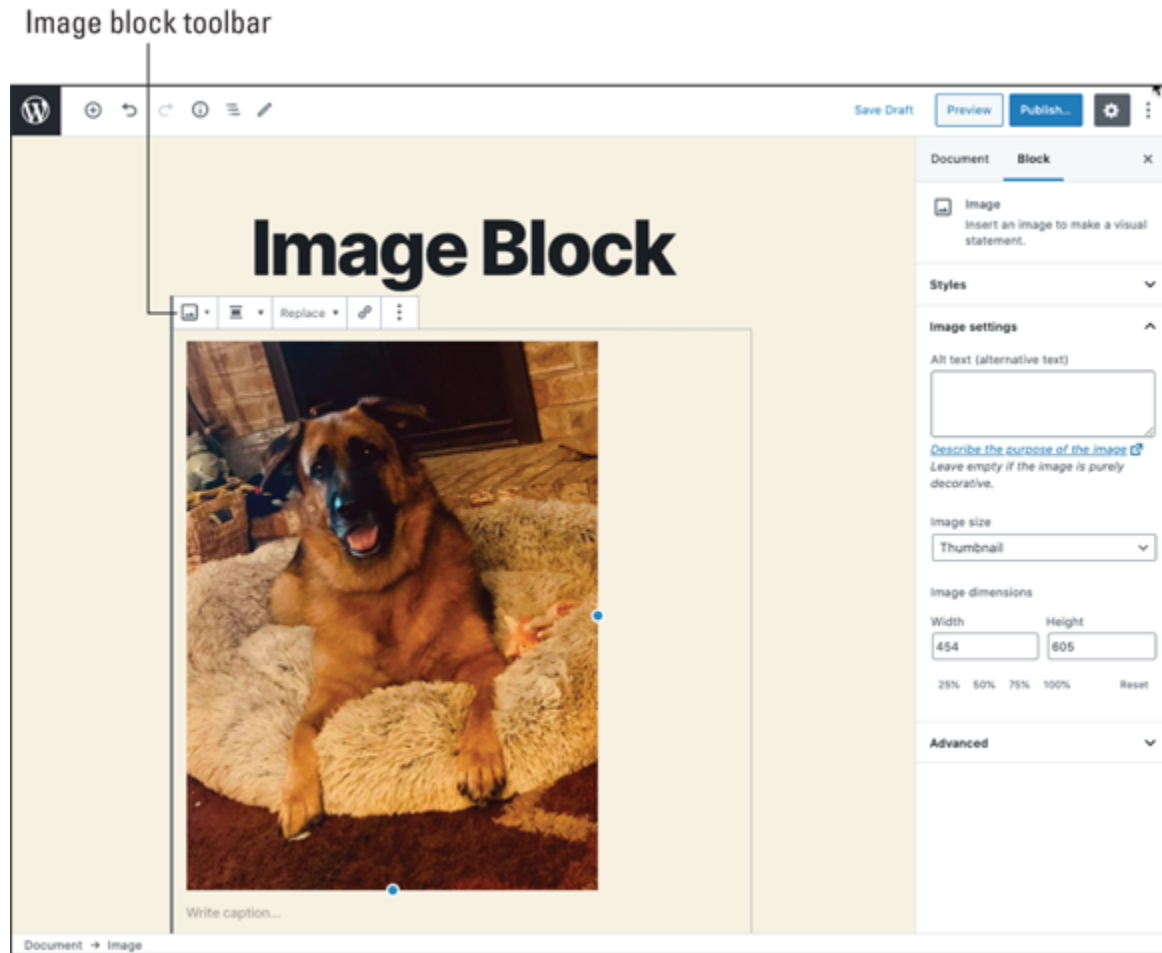 Image block toolbar
Save Draft
Preview
Publish...
Document
Block
Image
Insert an image to make a visual
statement.
Image Block
Styles
Replace
Image settings
Alt text (alternative text)
Describe the purpose of the image
Leave empty if the image is purely
decorative.
Image size
Thumbnail
Image dimensions
Width Height
454 605
25% 50% 75% 100% Reset
Advanced
Write caption...
Document → Image